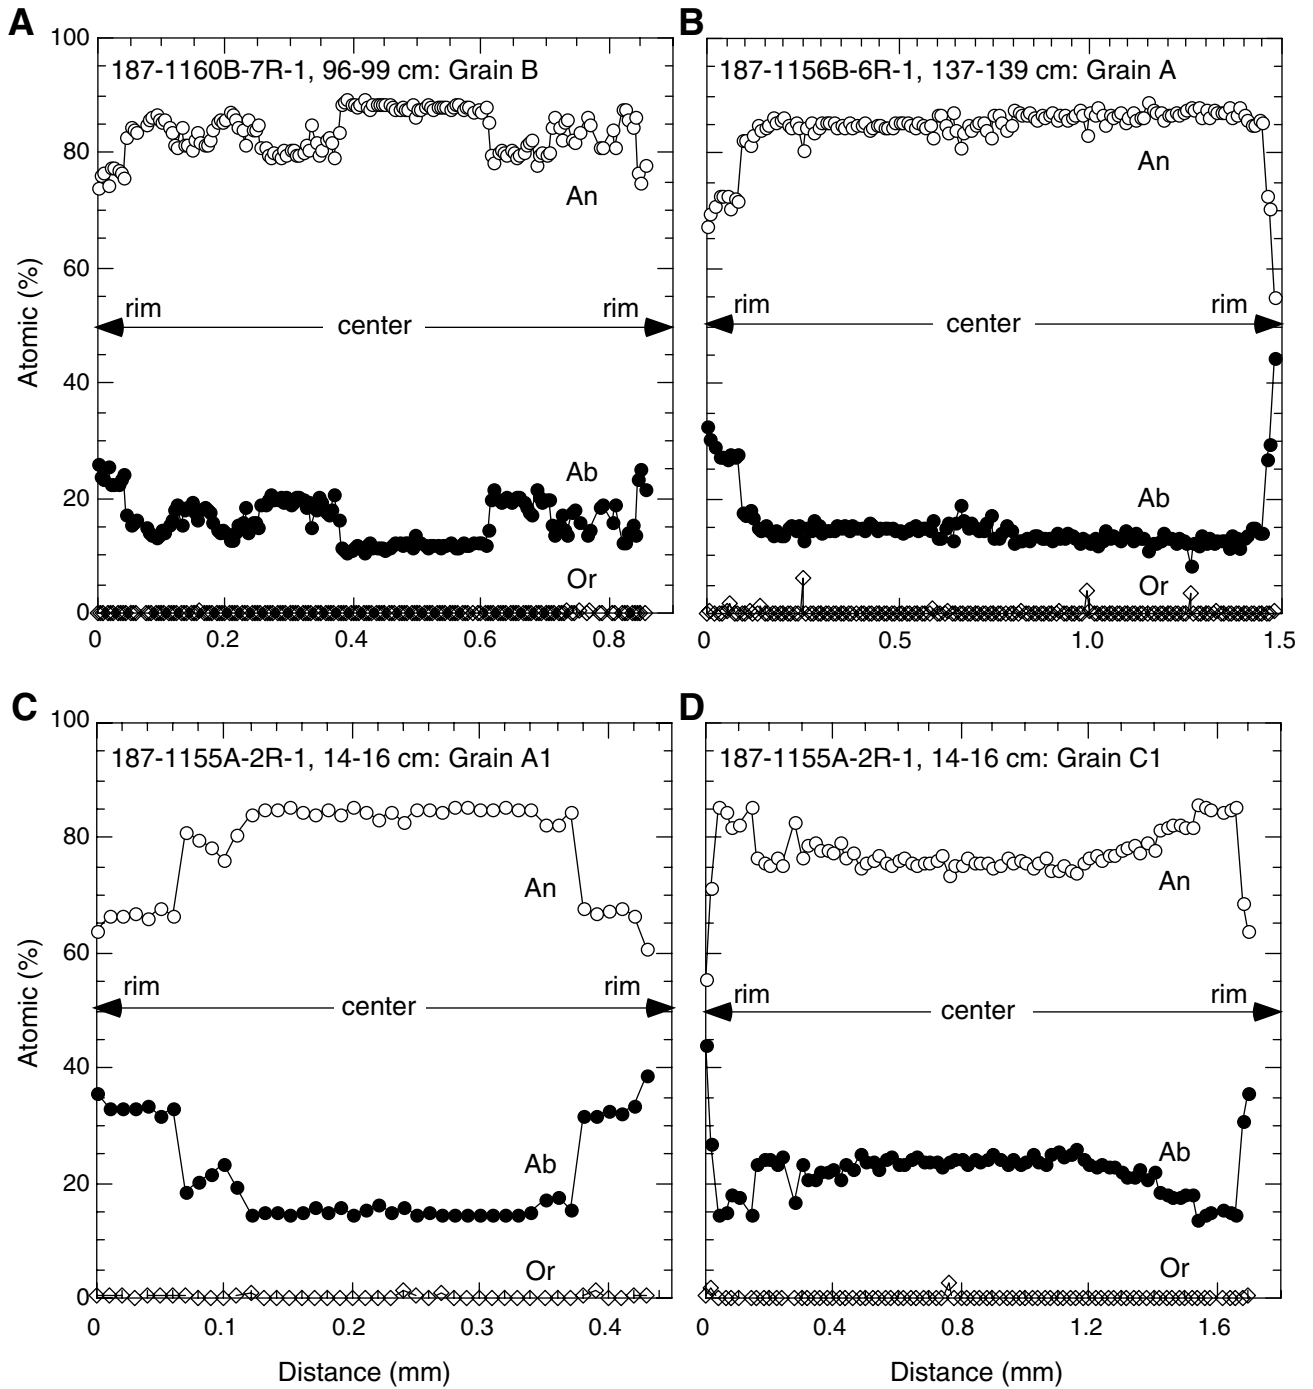 A
B
187-1160B-7R-1, 96-99 cm: Grain B
187-1156B-6R-1, 137-139 cm: Grain A
100
80
60
40
20
0
Atomic (%)
An
rim
center
rim
Ab
Or
0
0.2
0.4
0.6
0.8
An
rim
center
rim
Ab
Or
0
0.5
1.0
1.5
C
D
187-1155A-2R-1, 14-16 cm: Grain A1
187-1155A-2R-1, 14-16 cm: Grain C1
100
80
60
40
20
0
Atomic (%)
An
rim
center
rim
Ab
Or
0
0.1
0.2
0.3
0.4
Distance (mm)
An
rim
center
rim
Ab
Or
0
0.4
0.8
1.2
1.6
Distance (mm)